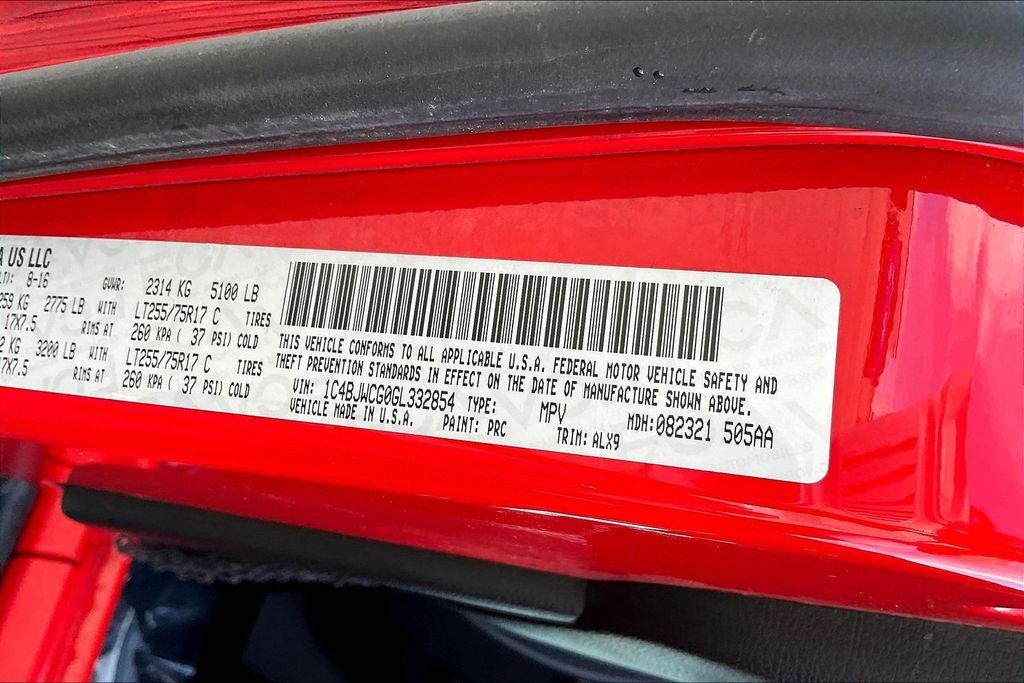 A US LLC
8-16 GVWR: 2314 KG 5100 LB
259 KG 2775 LB WITH LT255/75R17 C TIRES
17X7.5 RIMS AT 260 KPA ( 37 PSI) COLD
2 KG 3200 LB WITH LT255/75R17 C TIRES
7X7.5 RIMS AT 260 KPA ( 37 PSI) COLD
THIS VEHICLE CONFORMS TO ALL APPLICABLE U.S.A. FEDERAL MOTOR VEHICLE SAFETY AND
THEFT PREVENTION STANDARDS IN EFFECT ON THE DATE OF MANUFACTURE SHOWN ABOVE.
VIN: 1C4BJWCG0GL332854 TYPE: MPV MDH: 082321 505AA
VEHICLE MADE IN U.S.A. PAINT: PRC TRIM: ALX9